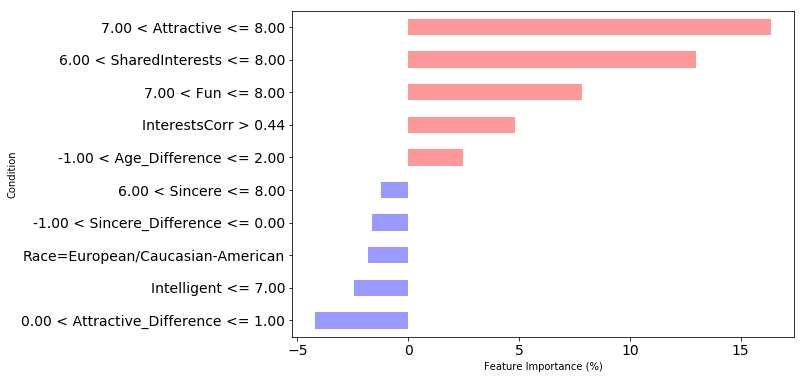 7.00 < Attractive <= 8.00
6.00 < SharedInterests <= 8.00
7.00 < Fun <= 8.00
InterestsCorr > 0.44
-1.00 < Age_Difference <= 2.00
6.00 < Sincere <= 8.00
-1.00 < Sincere_Difference <= 0.00
Race=European/Caucasian-American
Intelligent <= 7.00
0.00 < Attractive_Difference <= 1.00
Condition
−5 0 5 10 15
Feature Importance (%)